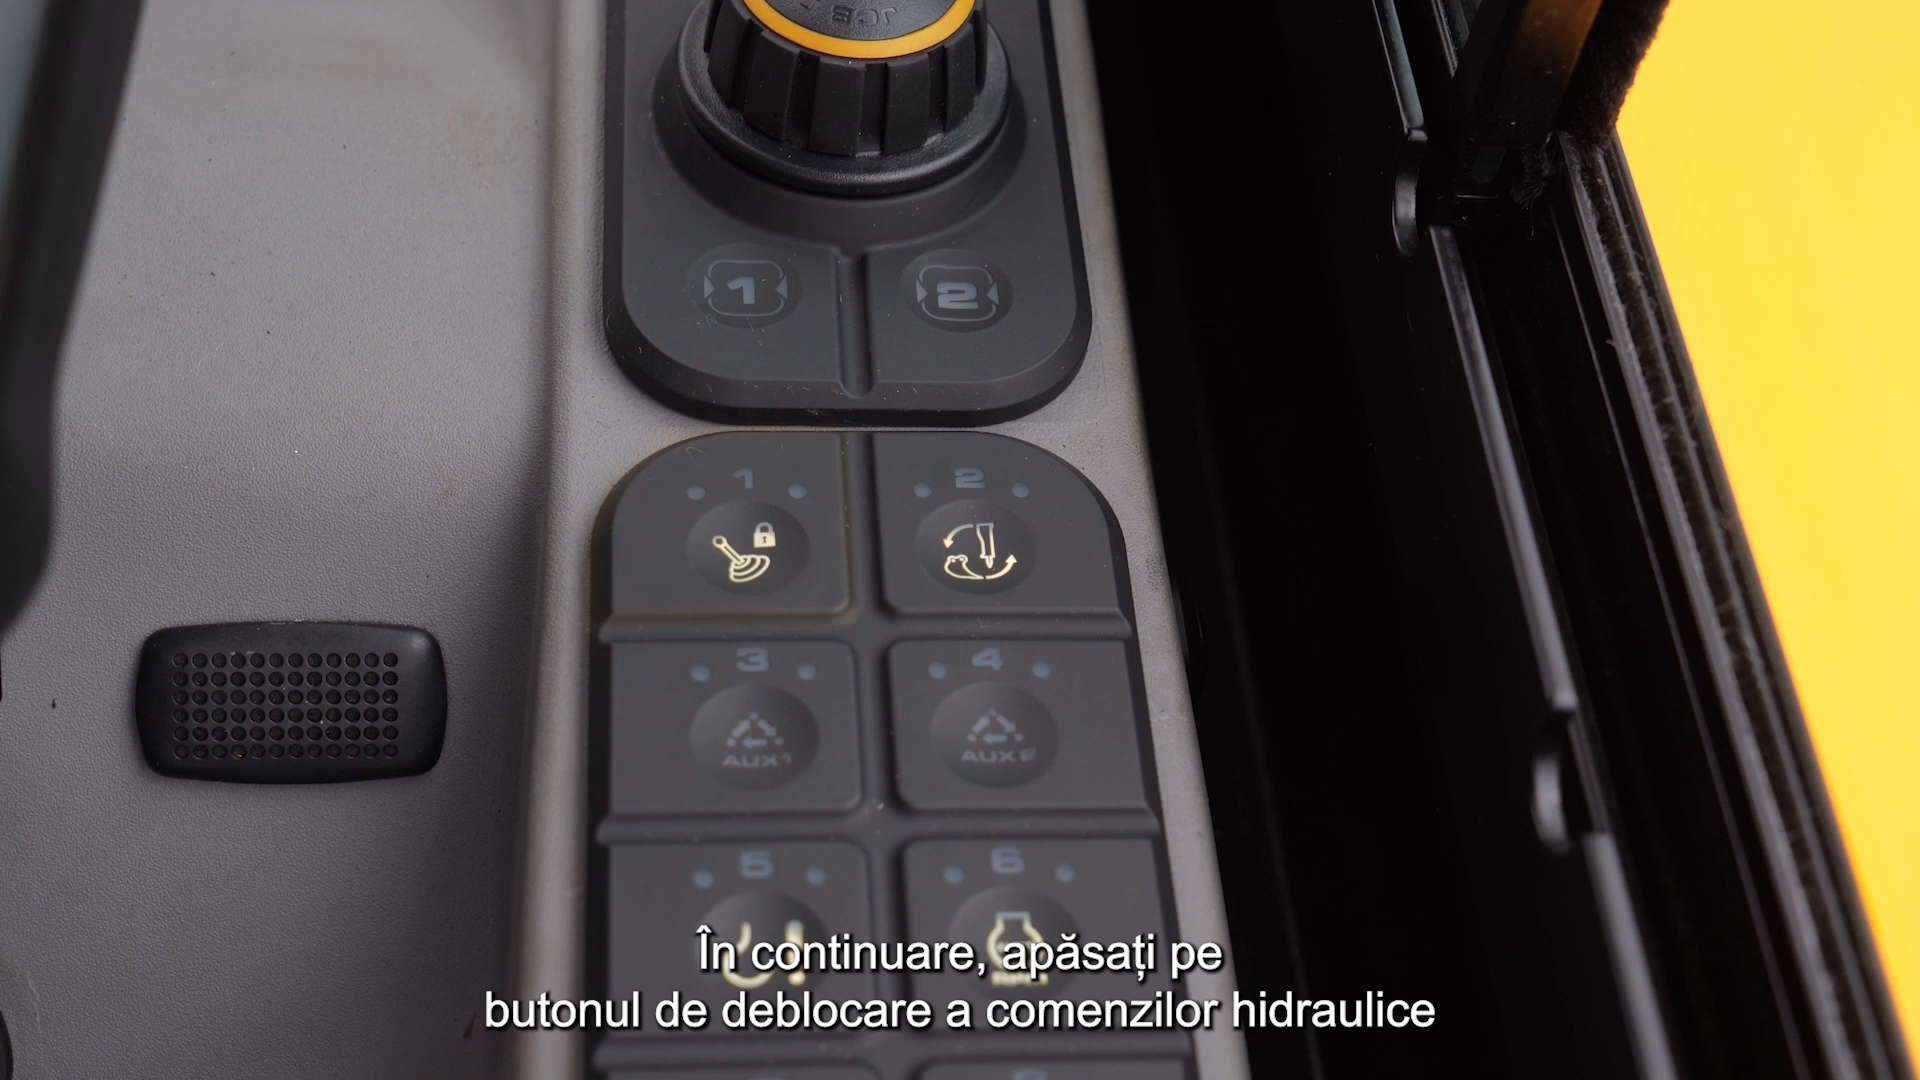 JCB
1
2
1
2
3
4
AUX1
AUX2
5
6
În continuare, apăsați pe
butonul de deblocare a comenzilor hidraulice